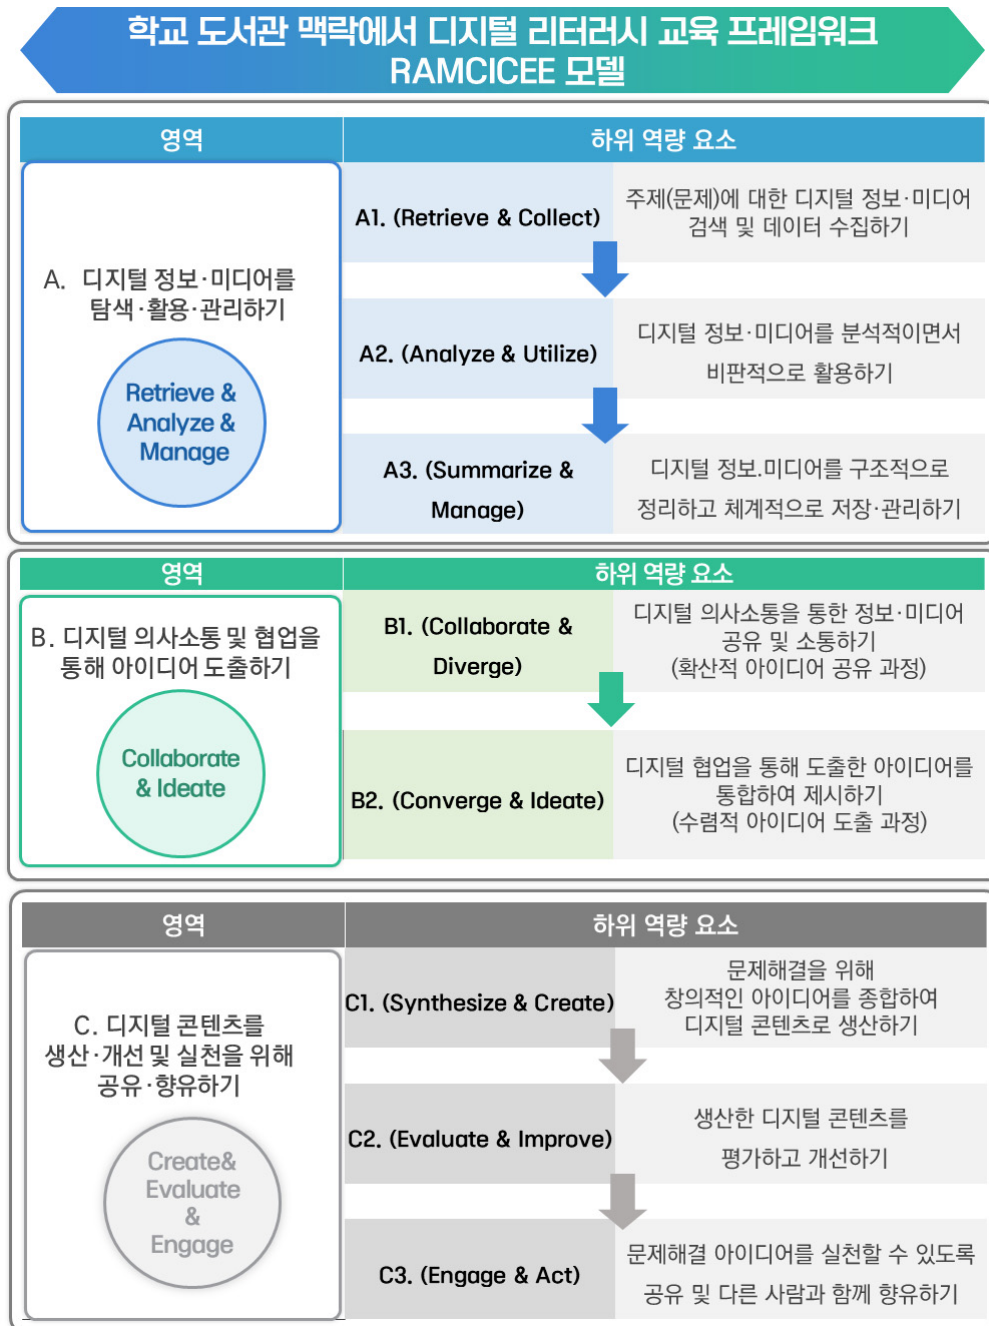 학교 도서관 맥락에서 디지털 리터러시 교육 프레임워크
RAMCICEE 모델
영역
하위 역량 요소
A. 디지털 정보·미디어를
탐색·활용·관리하기
Retrieve &
Analyze &
Manage
A1. (Retrieve & Collect)
주제(문제)에 대한 디지털 정보·미디어
검색 및 데이터 수집하기
A2. (Analyze & Utilize)
디지털 정보·미디어를 분석적이면서
비판적으로 활용하기
A3. (Summarize &
Manage)
디지털 정보.미디어를 구조적으로
정리하고 체계적으로 저장·관리하기
영역
하위 역량 요소
B. 디지털 의사소통 및 협업을
통해 아이디어 도출하기
Collaborate
& Ideate
B1. (Collaborate &
Diverge)
디지털 의사소통을 통한 정보·미디어
공유 및 소통하기
(확산적 아이디어 공유 과정)
B2. (Converge & Ideate)
디지털 협업을 통해 도출한 아이디어를
통합하여 제시하기
(수렴적 아이디어 도출 과정)
영역
하위 역량 요소
C. 디지털 콘텐츠를
생산·개선 및 실천을 위해
공유·향유하기
Create&
Evaluate
&
Engage
C1. (Synthesize & Create)
문제해결을 위해
창의적인 아이디어를 종합하여
디지털 콘텐츠로 생산하기
C2. (Evaluate & Improve)
생산한 디지털 콘텐츠를
평가하고 개선하기
C3. (Engage & Act)
문제해결 아이디어를 실천할 수 있도록
공유 및 다른 사람과 함께 향유하기